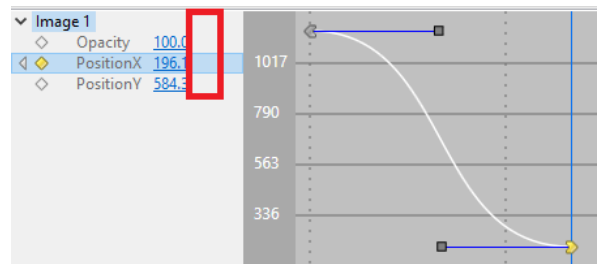 Image 1
Opacity 100.0
PositionX 196.1
PositionY 584.3
1017
790
563
336